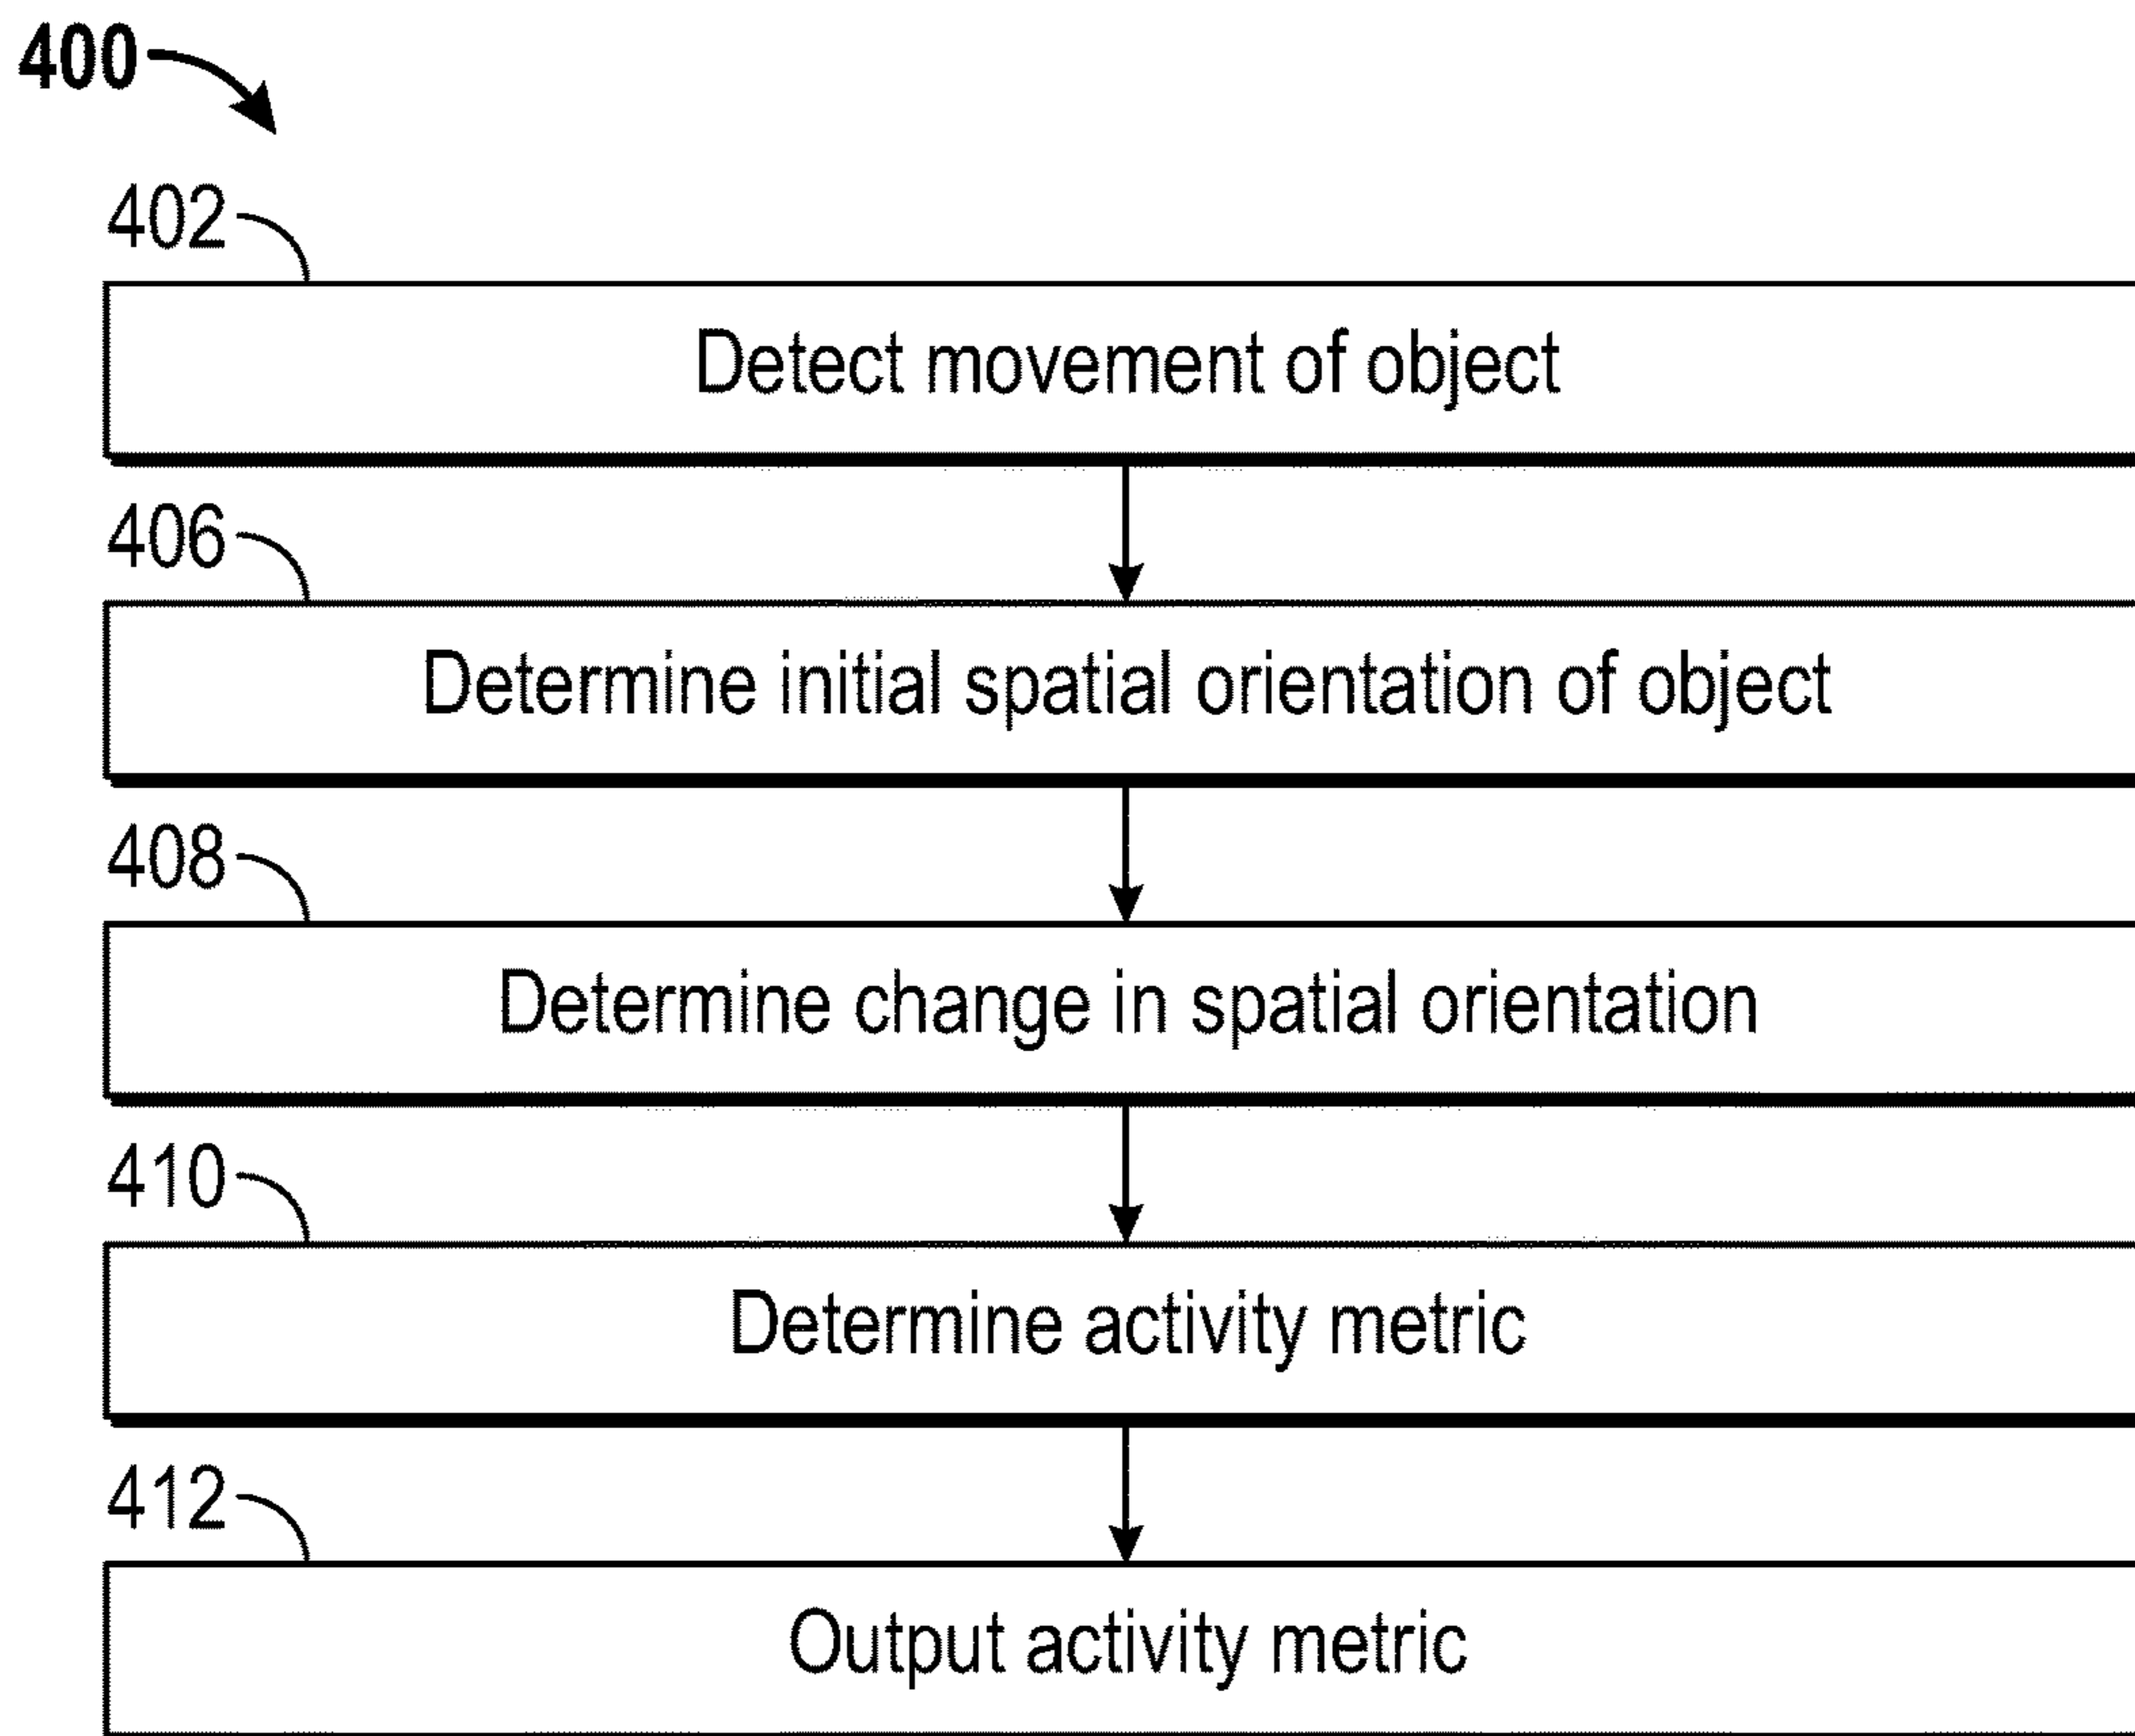 400
402
Detect movement of object
406
Determine initial spatial orientation of object
408
Determine change in spatial orientation
410
Determine activity metric
412
Output activity metric